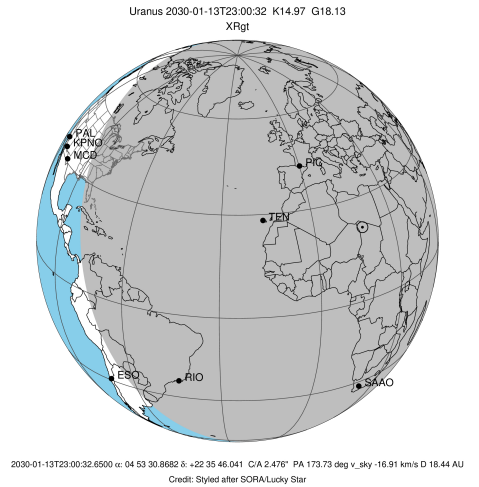 Uranus 2030-01-13T23:00:32 K14.97 G18.13
XRgt
PAL
KPNO
MCD
PIC
TEN
ESO
RIO
SAAO
2030-01-13T23:00:32.6500 α: 04 53 30.8682 δ: +22 35 46.041 C/A 2.476" PA 173.73 deg v_sky -16.91 km/s D 18.44 AU
Credit: Styled after SORA/Lucky Star